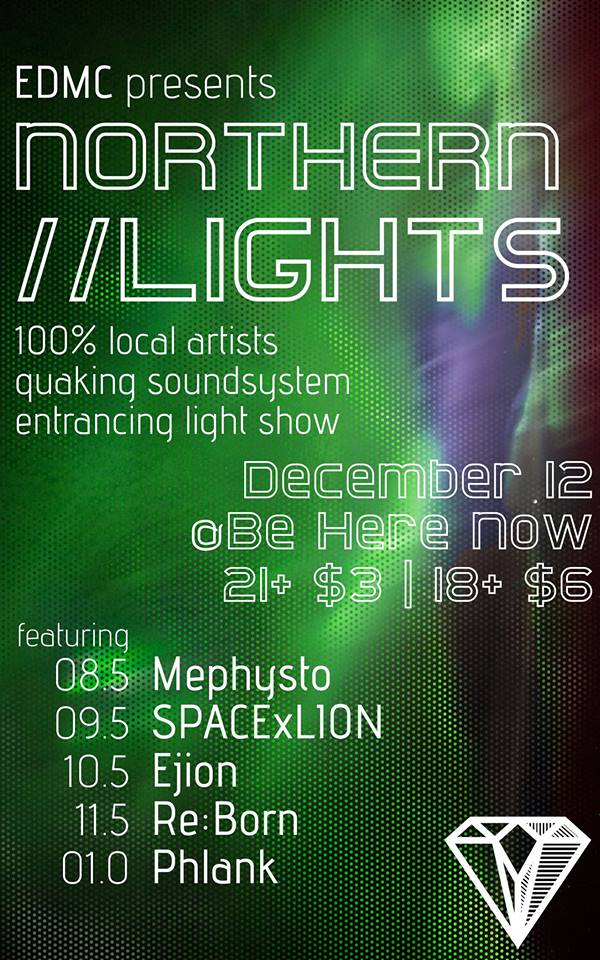 EDMC presents
NORTHERN
//LIGHTS
100% local artists
quaking soundsystem
entrancing light show
December 12
@Be Here Now
21+ $3 | 18+ $6
featuring
08.5 Mephysto
09.5 SPACExL1ON
10.5 Ejion
11.5 Re:Born
01.0 Phlank